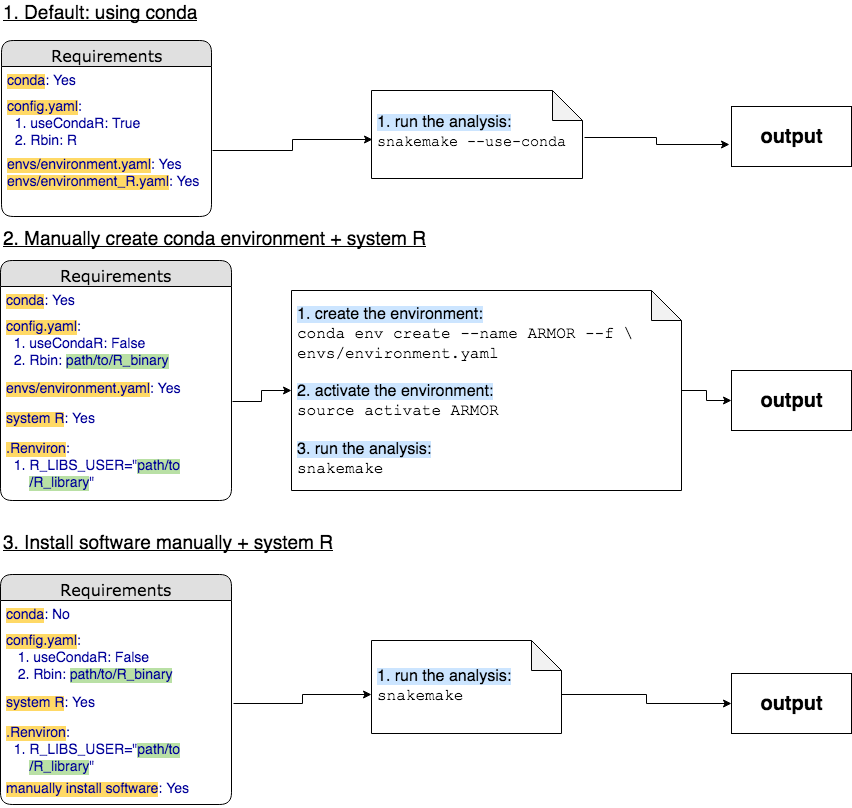 1. Default: using conda
Requirements
conda: Yes
config.yaml:
1. useCondaR: True
2. Rbin: R
envs/environment.yaml: Yes
envs/environment_R.yaml: Yes
1. run the analysis:
snakemake --use-conda
output
2. Manually create conda environment + system R
Requirements
conda: Yes
config.yaml:
1. useCondaR: False
2. Rbin: path/to/R_binary
envs/environment.yaml: Yes
system R: Yes
.Renviron:
1. R_LIBS_USER="path/to
/R_library"
1. create the environment:
conda env create --name ARMOR --f \
envs/environment.yaml
2. activate the environment:
source activate ARMOR
3. run the analysis:
snakemake
output
3. Install software manually + system R
Requirements
conda: No
config.yaml:
1. useCondaR: False
2. Rbin: path/to/R_binary
system R: Yes
.Renviron:
1. R_LIBS_USER="path/to
/R_library"
manually install software: Yes
1. run the analysis:
snakemake
output